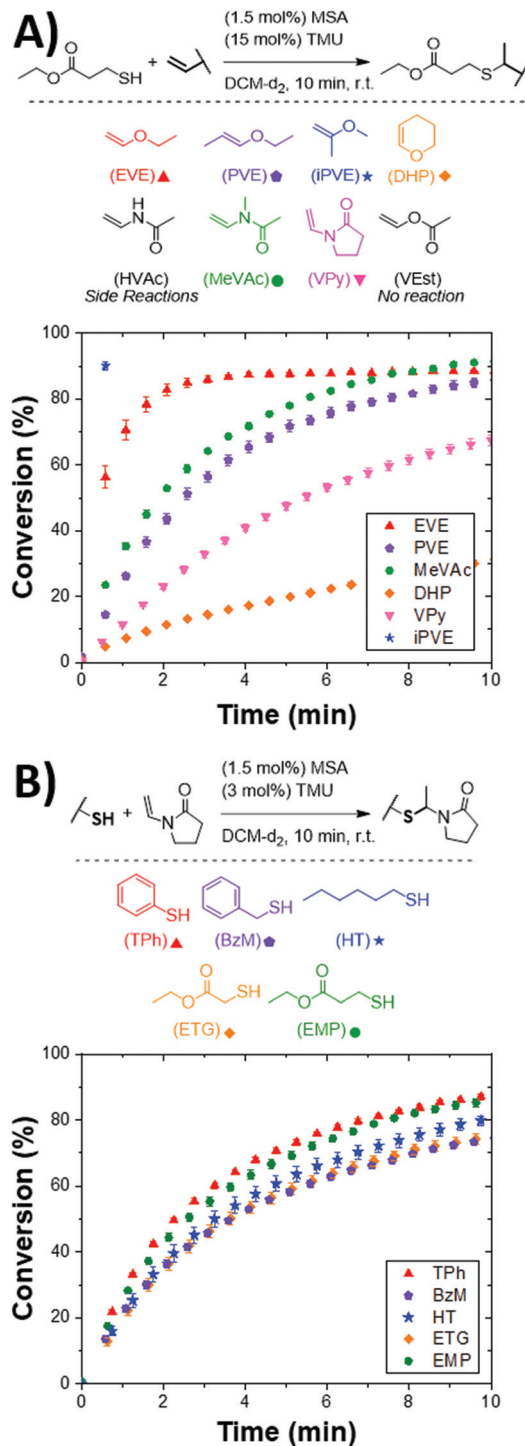 A)
(1.5 mol%) MSA
(15 mol%) TMU
DCM-d₂, 10 min, r.t.
O
O
SH
+
O
O
S
O
O
O
O
(EVE)
(PVE)
(iPVE)
(DHP)
H
N
O
N
O
N
O
O
O
(HVAc)
(MeVAc)
(VPy)
(VEst)
Side Reactions
No reaction
100
80
60
40
20
0
Conversion (%)
EVE
PVE
MeVAc
DHP
VPy
iPVE
0
2
4
6
8
10
Time (min)
B)
(1.5 mol%) MSA
(3 mol%) TMU
DCM-d₂, 10 min, r.t.
SH
+
N
O
S
N
O
SH
SH
SH
(TPh)
(BzM)
(HT)
O
O
SH
O
O
SH
(ETG)
(EMP)
100
80
60
40
20
0
Conversion (%)
TPh
BzM
HT
ETG
EMP
0
2
4
6
8
10
Time (min)